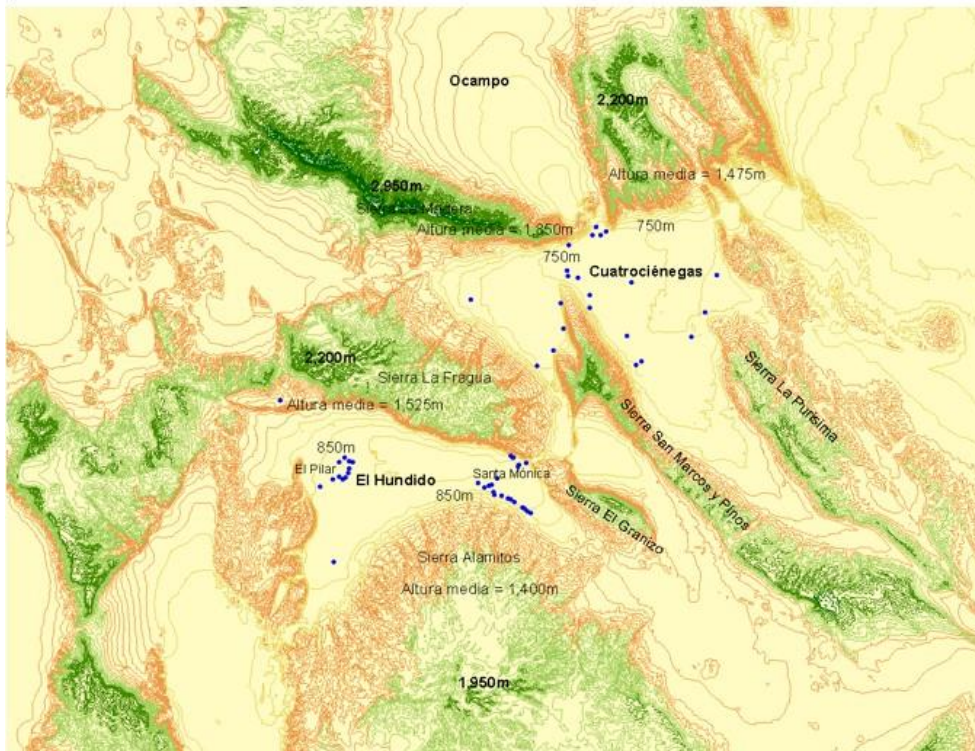 Ocampo
2,200m
Altura media = 1,475m
2,950m
Sierra La Madera
Altura media = 1,850m
750m
750m
Cuatrociénegas
2,200m
Sierra La Fragua
Altura media = 1,525m
Sierra La Purísima
Sierra San Marcos y Pinos
850m
El Pilar
El Hundido
Santa Mónica
850m
Sierra El Granizo
Sierra Alamitos
Altura media = 1,400m
1,950m